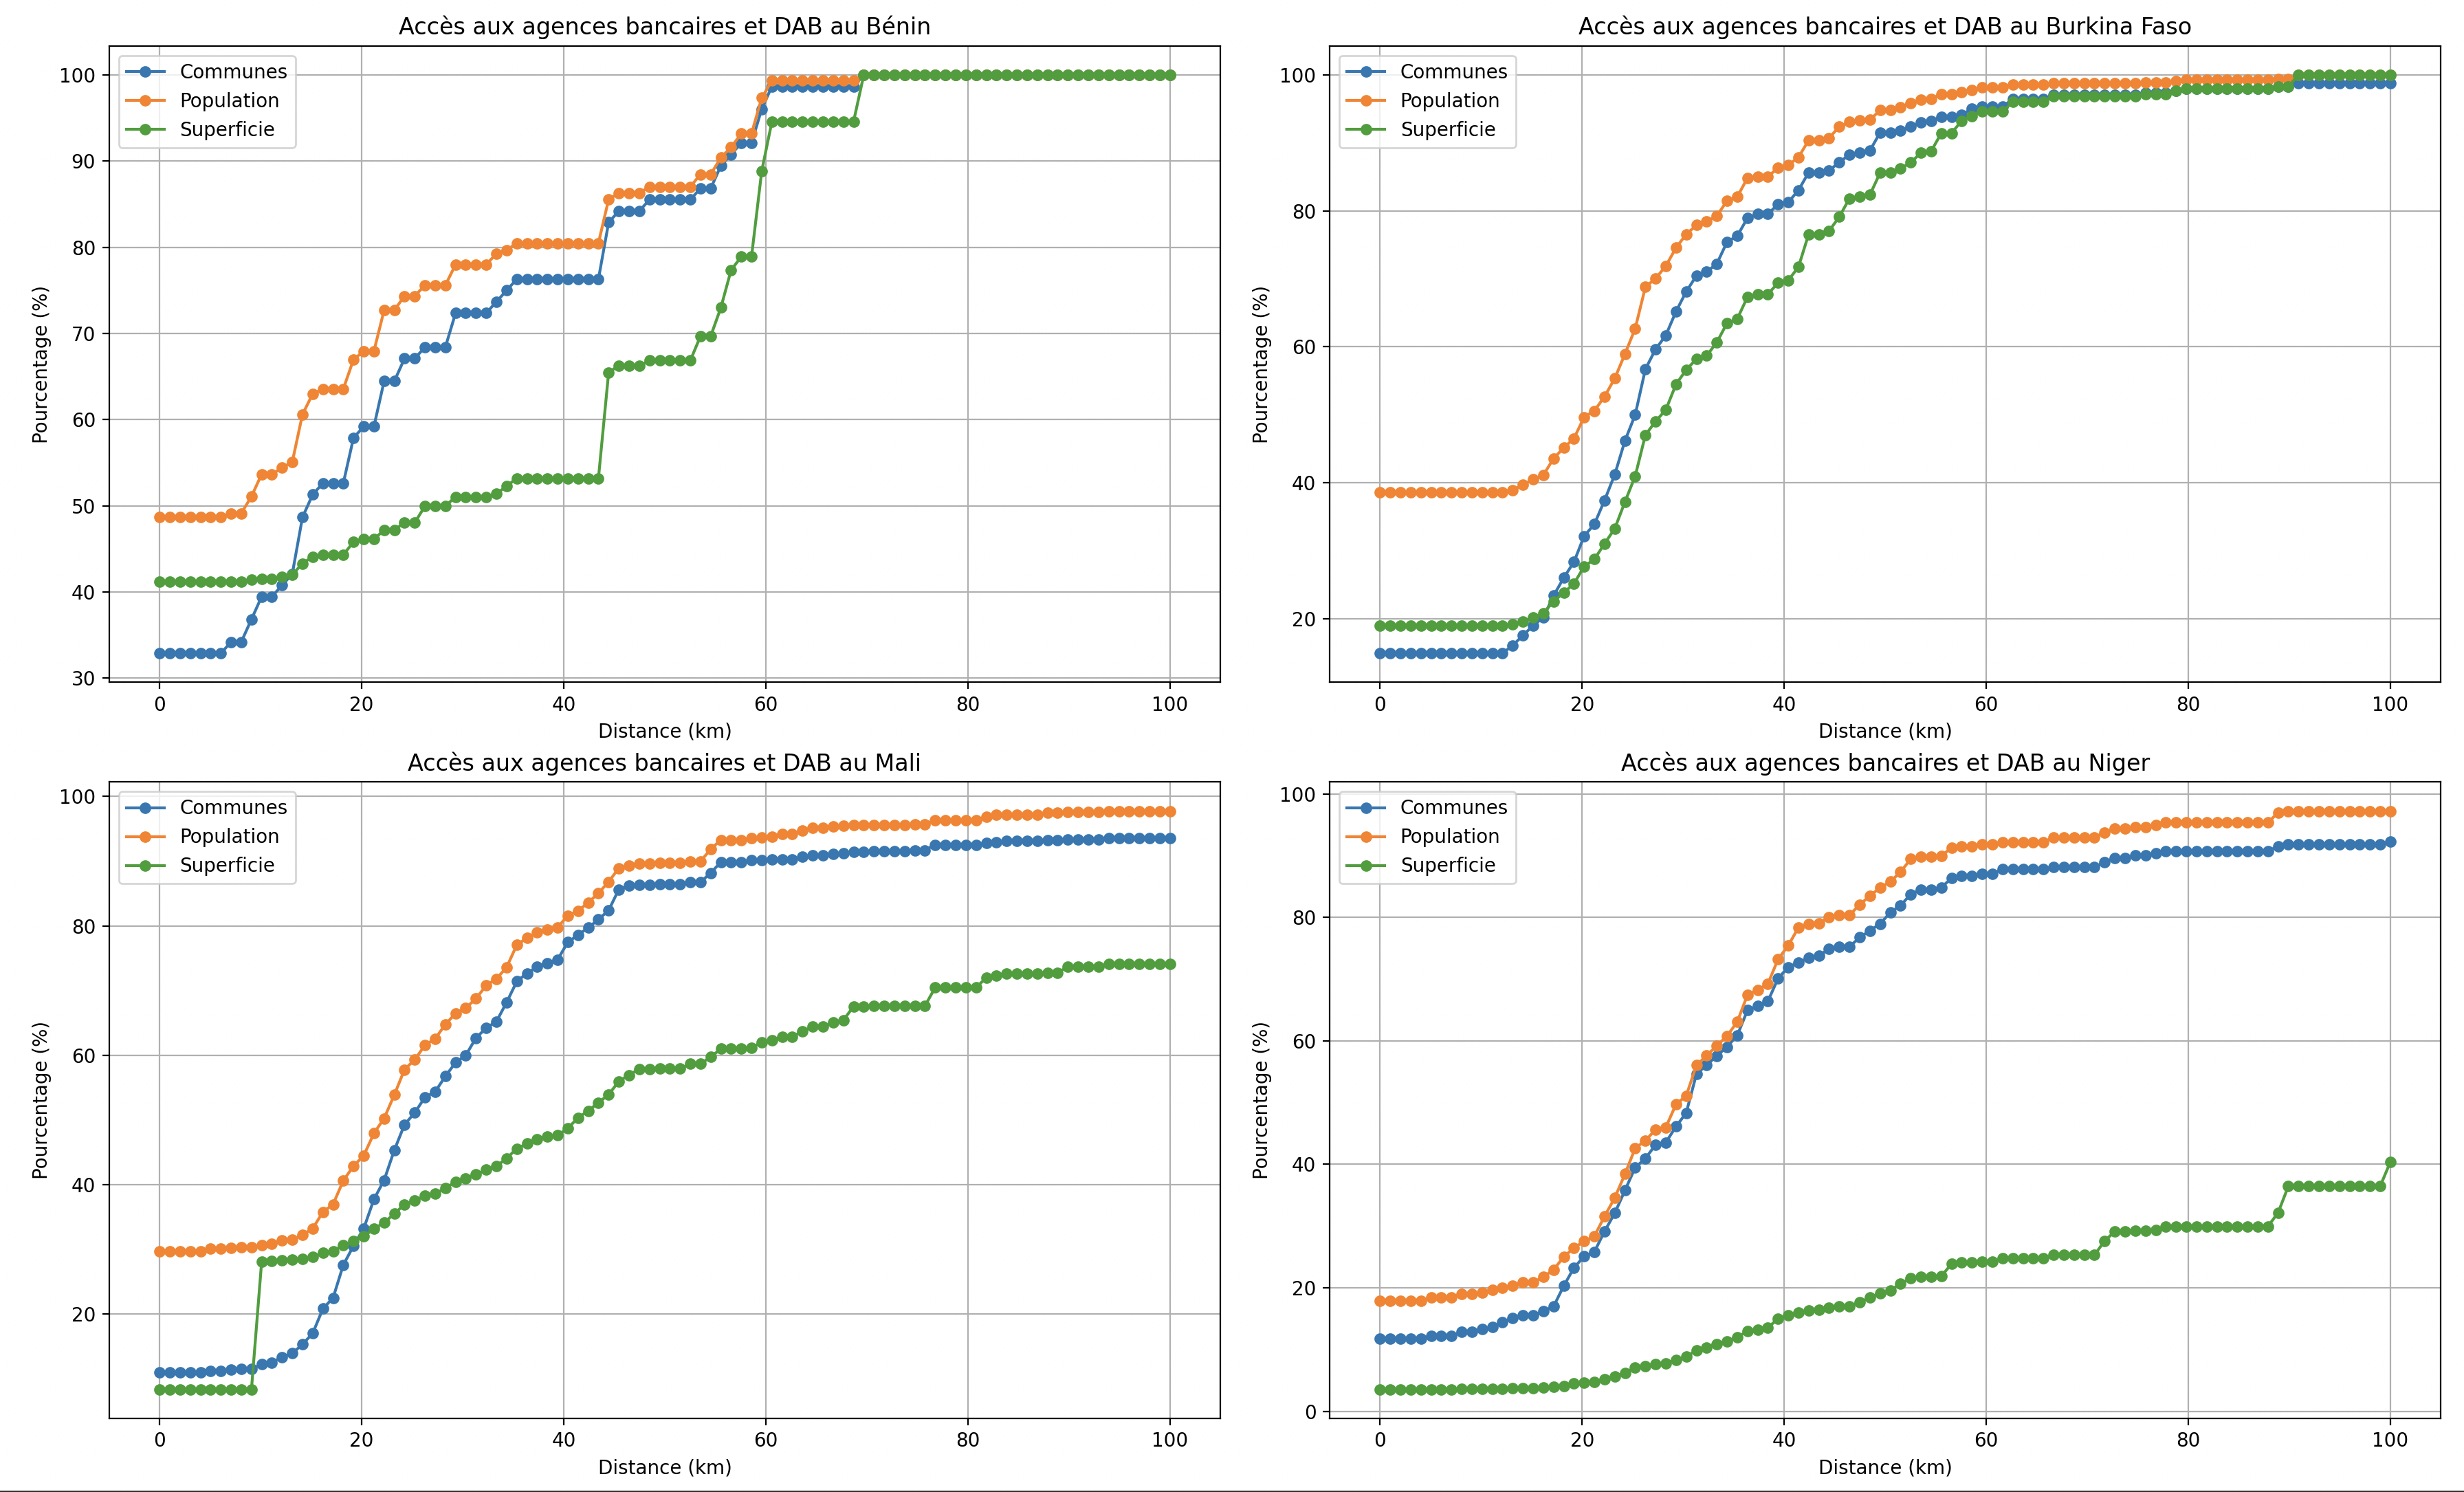 Accès aux agences bancaires et DAB au Bénin
Communes
Population
Superficie
Pourcentage (%)
100
90
80
70
60
50
40
30
0 20 40 60 80 100
Distance (km)
Accès aux agences bancaires et DAB au Burkina Faso
Communes
Population
Superficie
Pourcentage (%)
100
80
60
40
20
0 20 40 60 80 100
Distance (km)
Accès aux agences bancaires et DAB au Mali
Communes
Population
Superficie
Pourcentage (%)
100
80
60
40
20
0 20 40 60 80 100
Distance (km)
Accès aux agences bancaires et DAB au Niger
Communes
Population
Superficie
Pourcentage (%)
100
80
60
40
20
0
0 20 40 60 80 100
Distance (km)